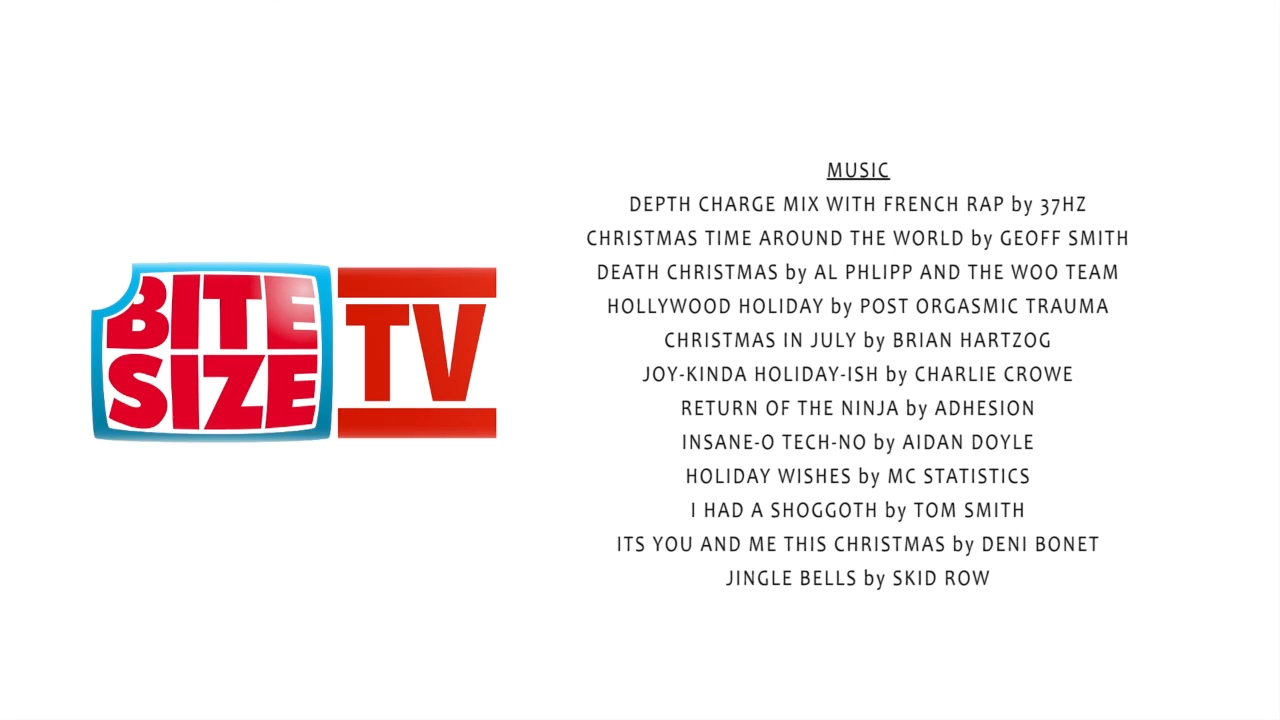 BITE
SIZE
TV
MUSIC
DEPTH CHARGE MIX WITH FRENCH RAP by 37HZ
CHRISTMAS TIME AROUND THE WORLD by GEOFF SMITH
DEATH CHRISTMAS by AL PHLIPP AND THE WOO TEAM
HOLLYWOOD HOLIDAY by POST ORGASMIC TRAUMA
CHRISTMAS IN JULY by BRIAN HARTZOG
JOY-KINDA HOLIDAY-ISH by CHARLIE CROWE
RETURN OF THE NINJA by ADHESION
INSANE-O TECH-NO by AIDAN DOYLE
HOLIDAY WISHES by MC STATISTICS
I HAD A SHOGGOTH by TOM SMITH
ITS YOU AND ME THIS CHRISTMAS by DENI BONET
JINGLE BELLS by SKID ROW